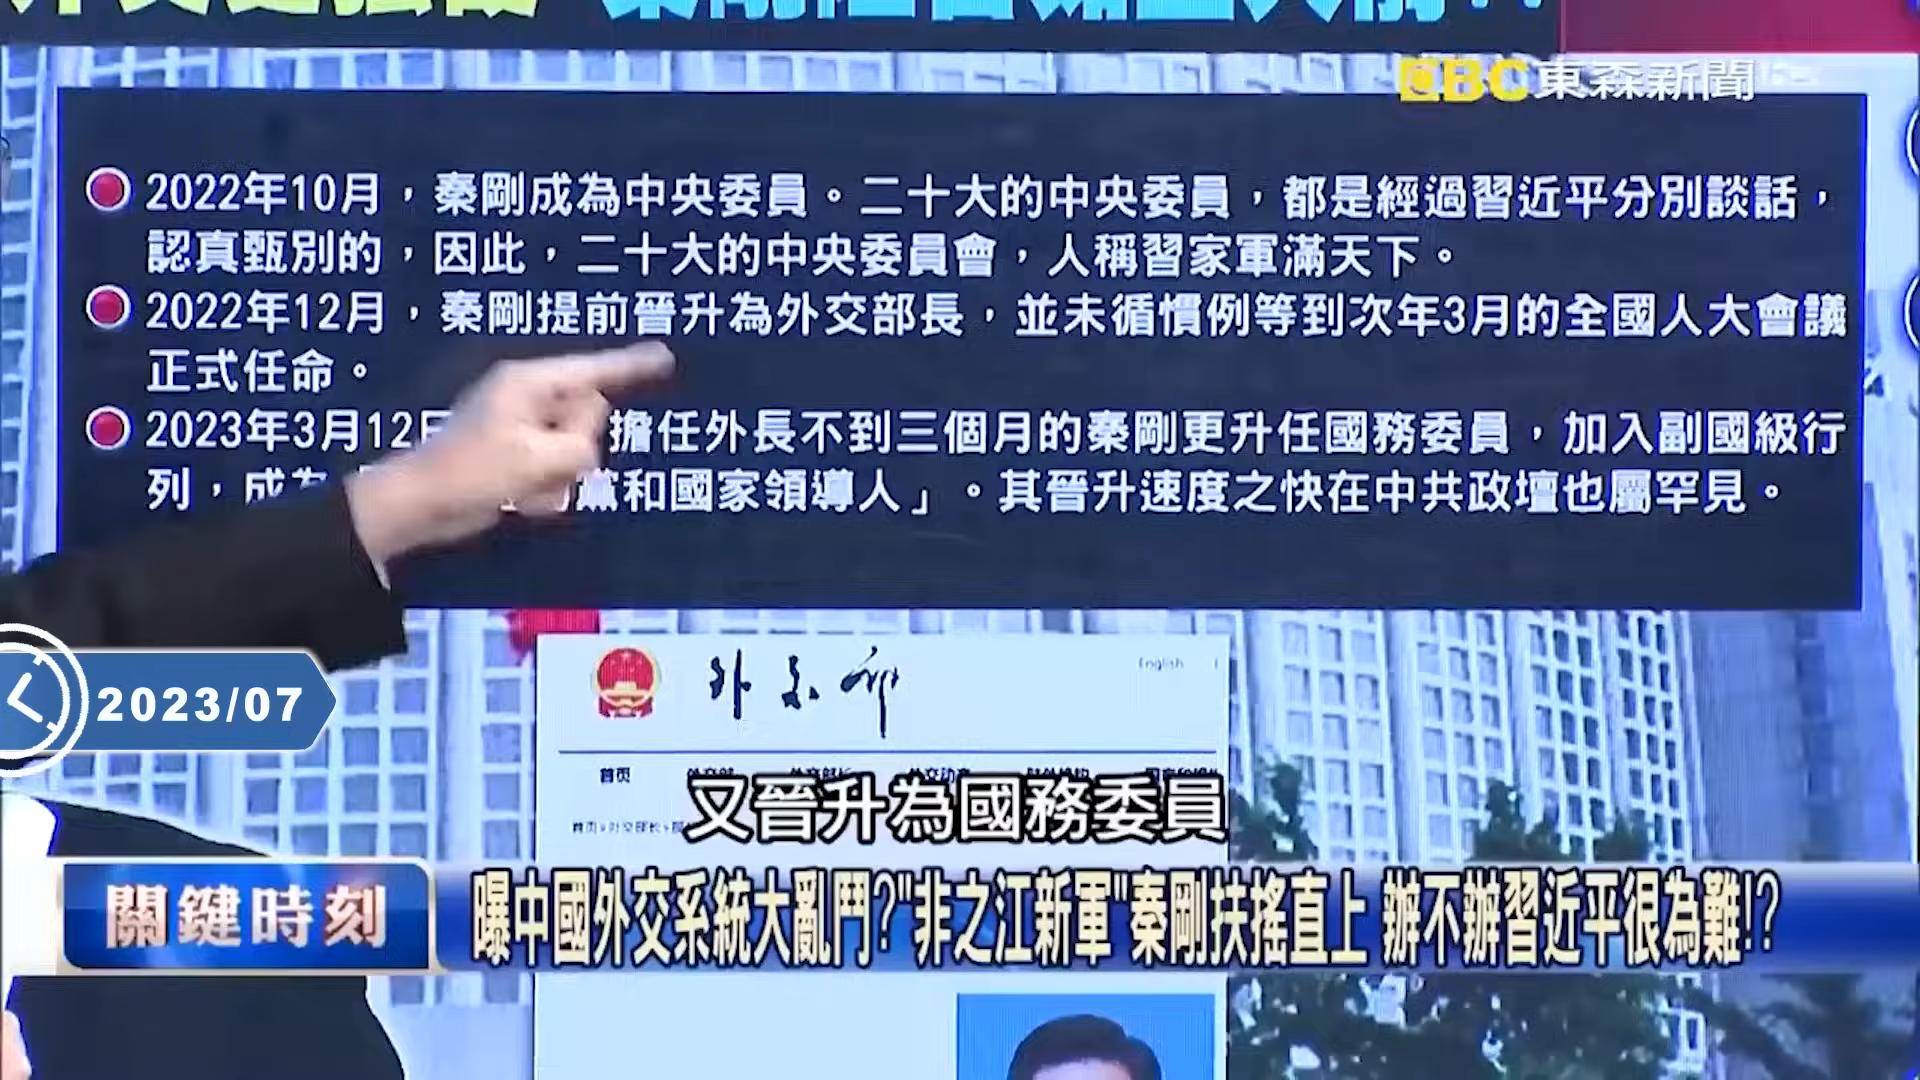 EBC東森新聞
2022年10月，秦剛成為中央委員。二十大的中央委員，都是經過習近平分別談話，
認真甄別的，因此，二十大的中央委員會，人稱習家軍滿天下。
2022年12月，秦剛提前晉升為外交部長，並未循慣例等到次年3月的全國人大會議
正式任命。
2023年3月12日 擔任外長不到三個月的秦剛更升任國務委員，加入副國級行
列，成為 黨和國家領導人」。其晉升速度之快在中共政壇也屬罕見。
外交部
English
2023/07
首页
又晉升為國務委員
關鍵時刻
曝中國外交系統大亂鬥?"非之江新軍"秦剛扶搖直上 辦不辦習近平很為難!?